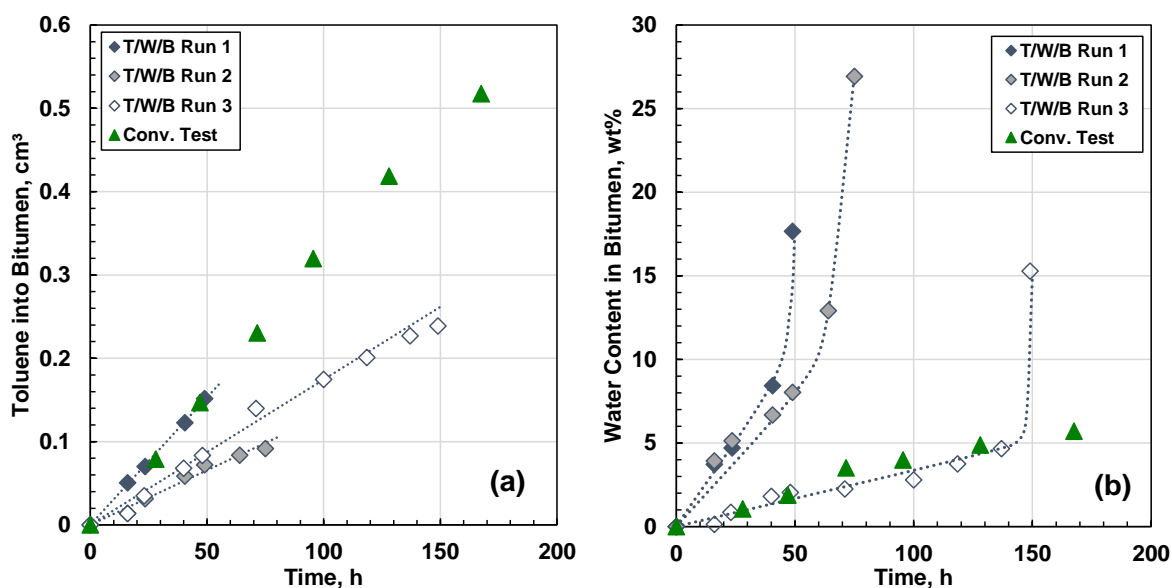 0.6
0.5
0.4
0.3
0.2
0.1
0
Toluene into Bitumen, cm³
T/W/B Run 1
T/W/B Run 2
T/W/B Run 3
Conv. Test
(a)
0 50 100 150 200
Time, h
30
25
20
15
10
5
0
Water Content in Bitumen, wt%
T/W/B Run 1
T/W/B Run 2
T/W/B Run 3
Conv. Test
(b)
0 50 100 150 200
Time, h